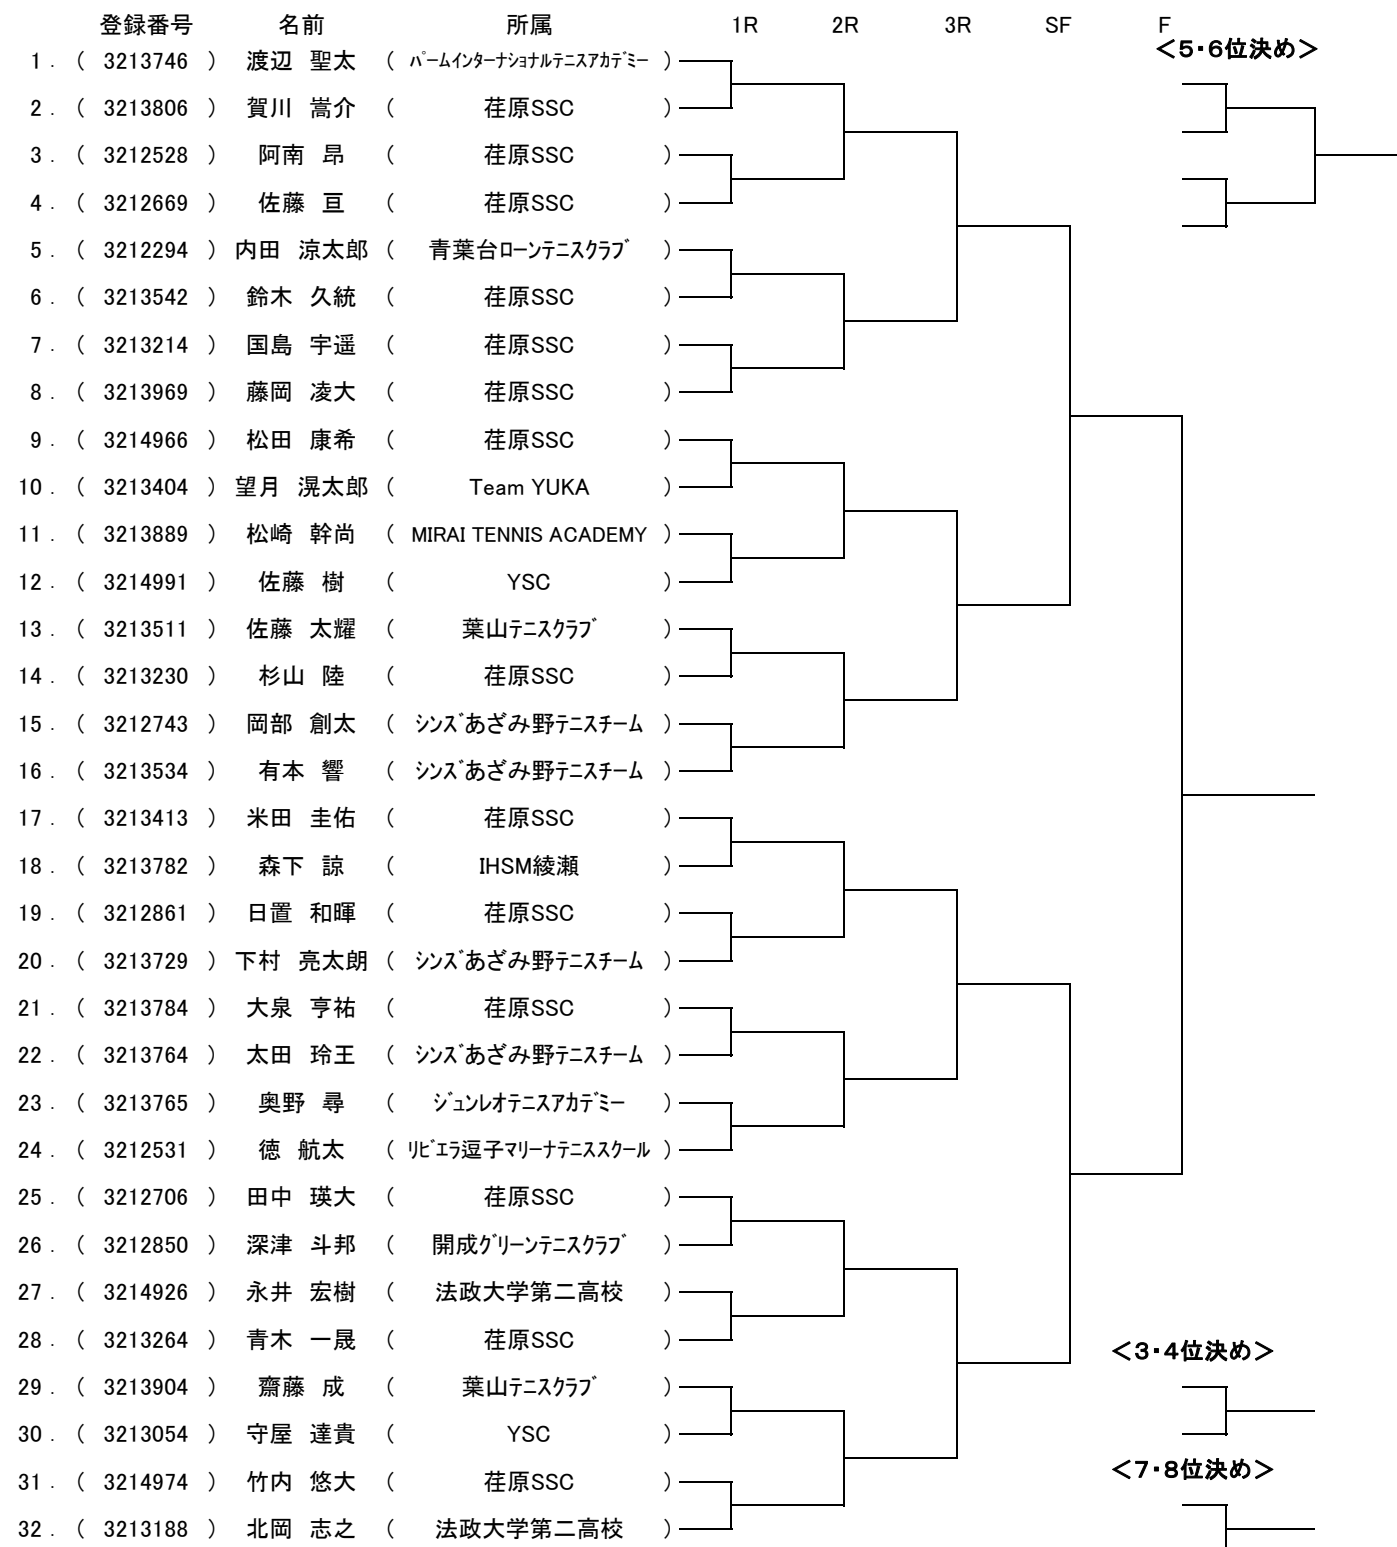 登録番号 名前 所属 1R 2R 3R SF F
＜5・6位決め＞
1 . ( 3213746 ) 渡辺 聖太 ( ﾊﾟｰﾑインターナショナルテニスアカデミー )
2 . ( 3213806 ) 賀川 嵩介 ( 荏原SSC )
3 . ( 3212528 ) 阿南 昂 ( 荏原SSC )
4 . ( 3212669 ) 佐藤 亘 ( 荏原SSC )
5 . ( 3212294 ) 内田 涼太郎 ( 青葉台ローンテニスクラブ )
6 . ( 3213542 ) 鈴木 久統 ( 荏原SSC )
7 . ( 3213214 ) 国島 宇遥 ( 荏原SSC )
8 . ( 3213969 ) 藤岡 凌大 ( 荏原SSC )
9 . ( 3214966 ) 松田 康希 ( 荏原SSC )
10 . ( 3213404 ) 望月 滉太郎 ( Team YUKA )
11 . ( 3213889 ) 松崎 幹尚 ( MIRAI TENNIS ACADEMY )
12 . ( 3214991 ) 佐藤 樹 ( YSC )
13 . ( 3213511 ) 佐藤 太耀 ( 葉山テニスクラブ )
14 . ( 3213230 ) 杉山 陸 ( 荏原SSC )
15 . ( 3212743 ) 岡部 創太 ( シンズあざみ野テニスチーム )
16 . ( 3213534 ) 有本 響 ( シンズあざみ野テニスチーム )
17 . ( 3213413 ) 米田 圭佑 ( 荏原SSC )
18 . ( 3213782 ) 森下 諒 ( IHSM綾瀬 )
19 . ( 3212861 ) 日置 和暉 ( 荏原SSC )
20 . ( 3213729 ) 下村 亮太朗 ( シンズあざみ野テニスチーム )
21 . ( 3213784 ) 大泉 亨祐 ( 荏原SSC )
22 . ( 3213764 ) 太田 玲王 ( シンズあざみ野テニスチーム )
23 . ( 3213765 ) 奥野 尋 ( ジュンレオテニスアカデミー )
24 . ( 3212531 ) 徳 航太 ( リビエラ逗子マリーナテニススクール )
25 . ( 3212706 ) 田中 瑛大 ( 荏原SSC )
26 . ( 3212850 ) 深津 斗邦 ( 開成グリーンテニスクラブ )
27 . ( 3214926 ) 永井 宏樹 ( 法政大学第二高校 )
28 . ( 3213264 ) 青木 一晟 ( 荏原SSC )
＜3・4位決め＞
29 . ( 3213904 ) 齋藤 成 ( 葉山テニスクラブ )
30 . ( 3213054 ) 守屋 達貴 ( YSC )
＜7・8位決め＞
31 . ( 3214974 ) 竹内 悠大 ( 荏原SSC )
32 . ( 3213188 ) 北岡 志之 ( 法政大学第二高校 )